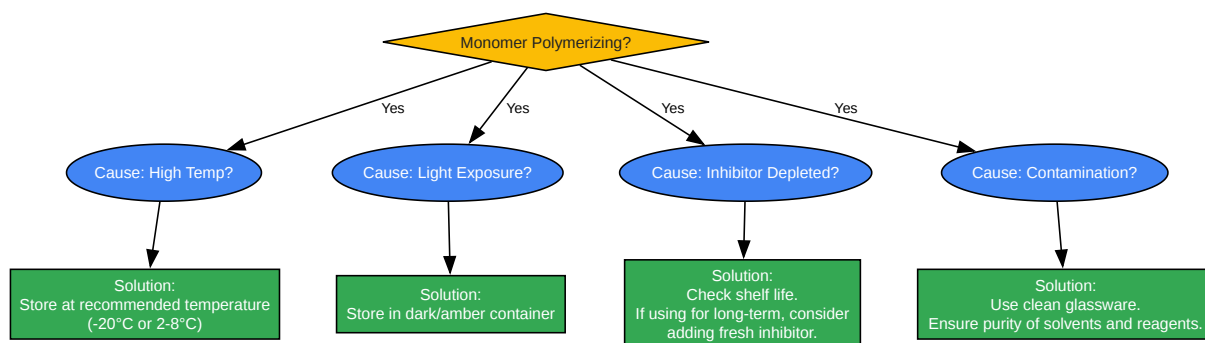 Monomer Polymerizing?
Yes
Yes
Yes
Yes
Cause: High Temp?
Cause: Light Exposure?
Cause: Inhibitor Depleted?
Cause: Contamination?
Solution:
Store at recommended temperature
(-20°C or 2-8°C)
Solution:
Store in dark/amber container
Solution:
Check shelf life.
If using for long-term, consider
adding fresh inhibitor.
Solution:
Use clean glassware.
Ensure purity of solvents and reagents.